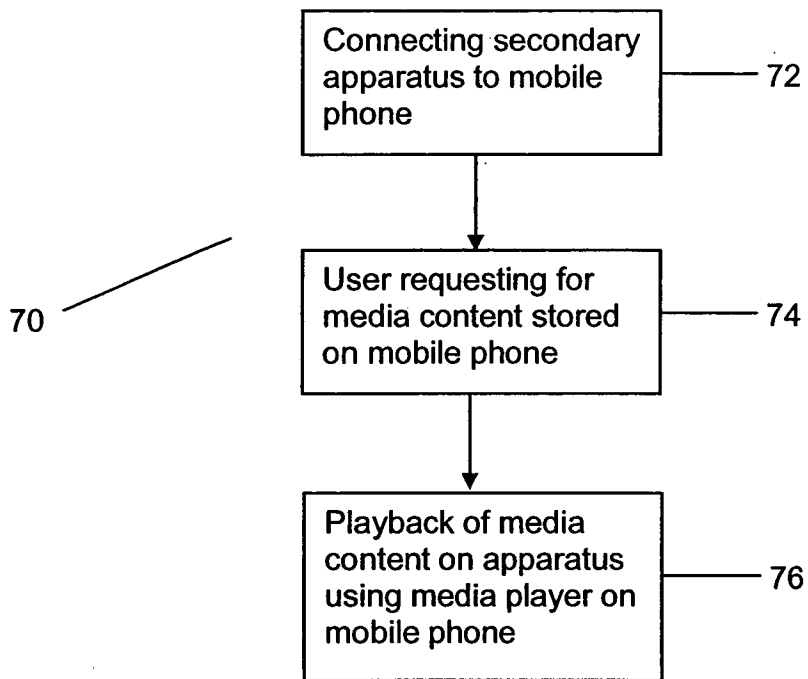 Connecting secondary
apparatus to mobile
phone
72
70
User requesting for
media content stored
on mobile phone
74
Playback of media
content on apparatus
using media player on
mobile phone
76